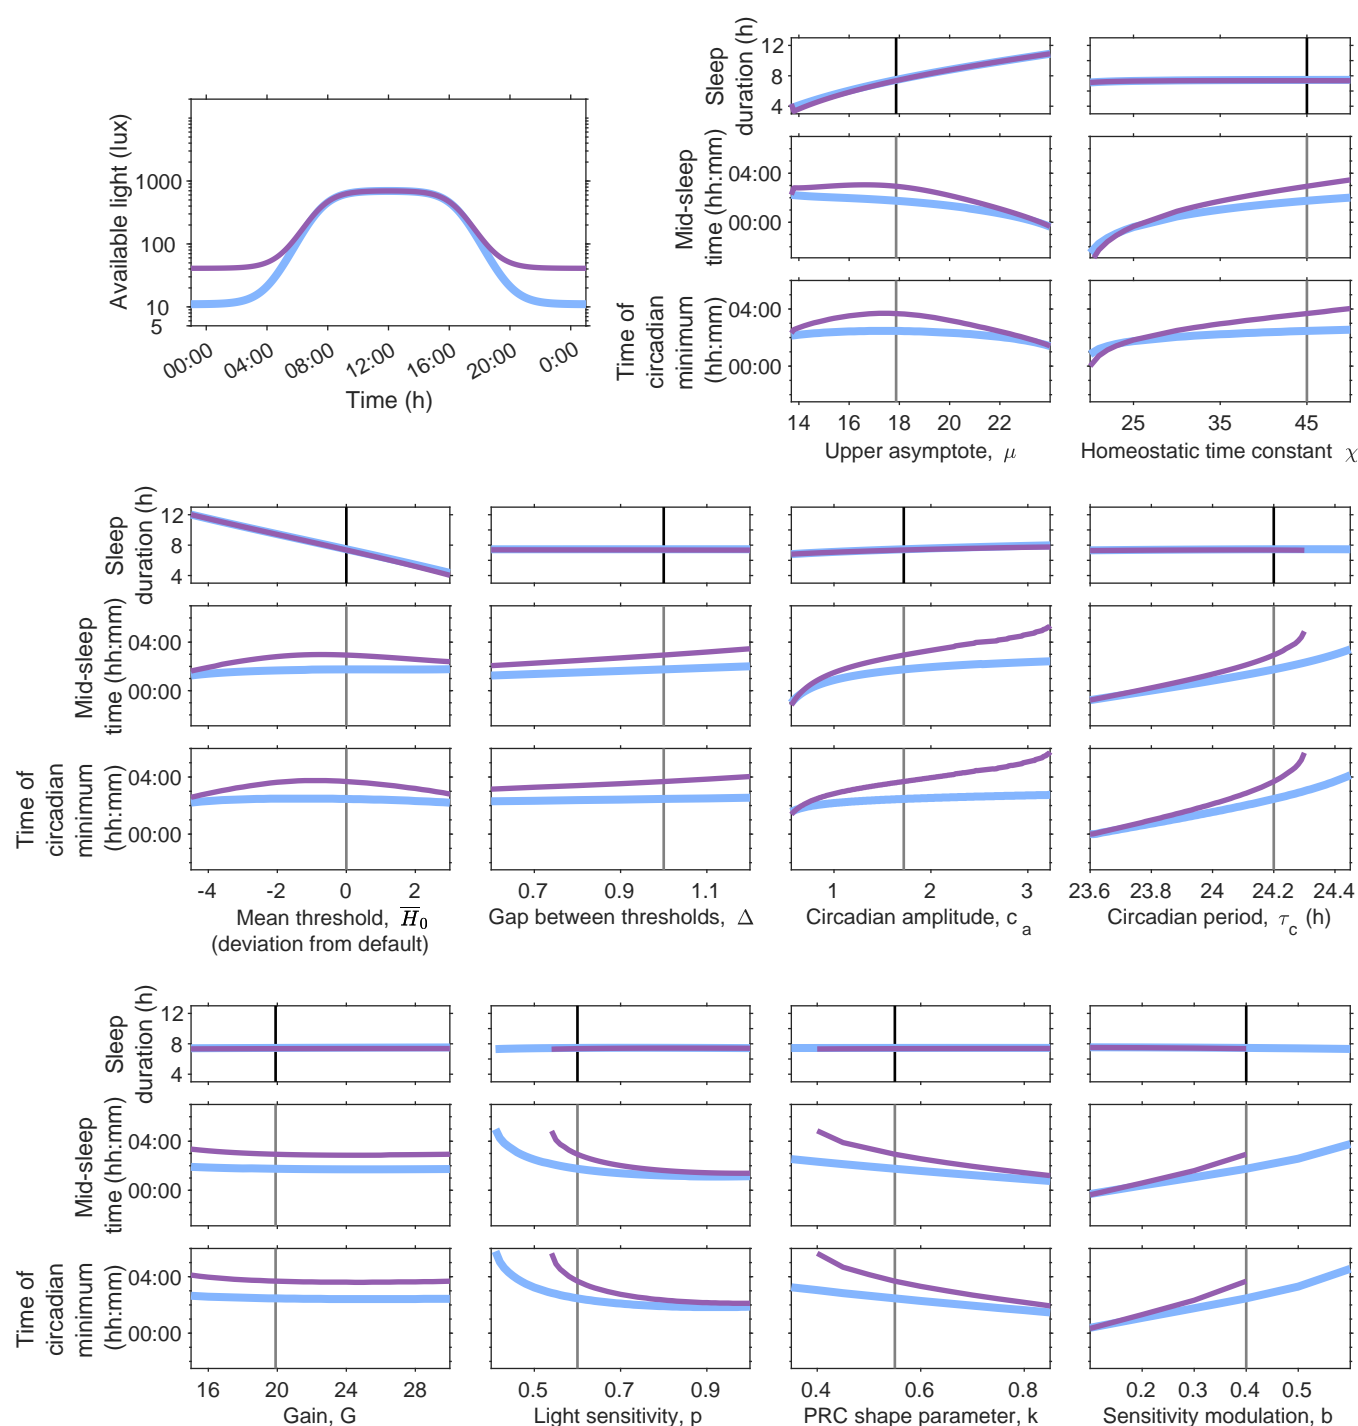 Available light (lux)
1000
100
10
5
00:00
04:00
08:00
12:00
16:00
20:00
0:00
Time (h)
Sleep
duration (h)
12
8
4
Mid-sleep
time (hh:mm)
04:00
00:00
Time of
circadian
minimum
(hh:mm)
04:00
00:00
14 16 18 20 22
Upper asymptote, μ
25 35 45
Homeostatic time constant χ
Sleep
duration (h)
12
8
4
Mid-sleep
time (hh:mm)
04:00
00:00
Time of
circadian
minimum
(hh:mm)
04:00
00:00
-4 -2 0 2
Mean threshold, H̅₀
(deviation from default)
0.7 0.9 1.1
Gap between thresholds, Δ
1 2 3
Circadian amplitude, c_a
23.6 23.8 24 24.2 24.4
Circadian period, τ_c (h)
Sleep
duration (h)
12
8
4
Mid-sleep
time (hh:mm)
04:00
00:00
Time of
circadian
minimum
(hh:mm)
04:00
00:00
16 20 24 28
Gain, G
0.5 0.6 0.7 0.8 0.9
Light sensitivity, p
0.4 0.6 0.8
PRC shape parameter, k
0.2 0.3 0.4 0.5
Sensitivity modulation, b